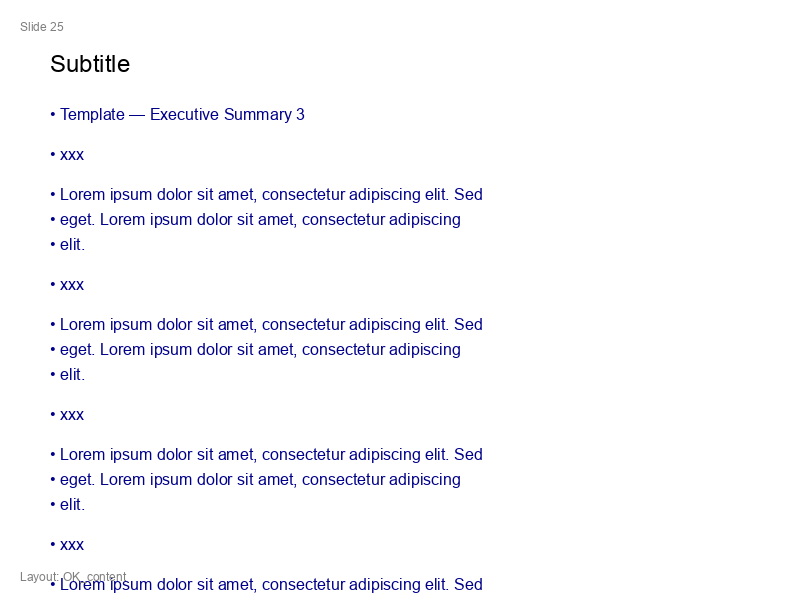 Slide 25
Subtitle
• Template — Executive Summary 3
• xxx
• Lorem ipsum dolor sit amet, consectetur adipiscing elit. Sed
• eget. Lorem ipsum dolor sit amet, consectetur adipiscing
• elit.
• xxx
• Lorem ipsum dolor sit amet, consectetur adipiscing elit. Sed
• eget. Lorem ipsum dolor sit amet, consectetur adipiscing
• elit.
• xxx
• Lorem ipsum dolor sit amet, consectetur adipiscing elit. Sed
• eget. Lorem ipsum dolor sit amet, consectetur adipiscing
• elit.
• xxx
Layout: OK_content
• Lorem ipsum dolor sit amet, consectetur adipiscing elit. Sed